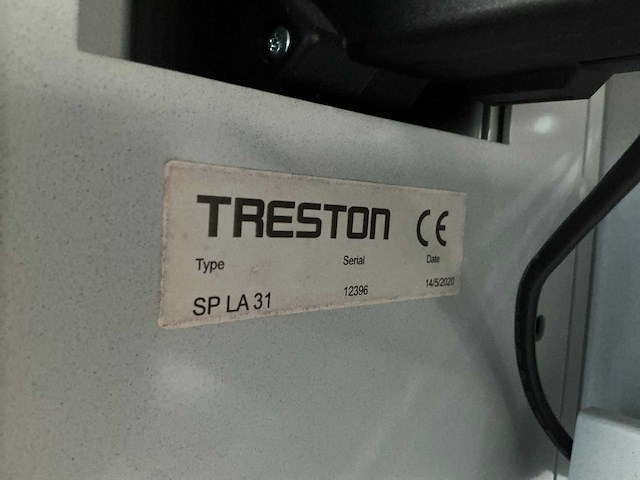 TRESTON CE
Type Serial Date
SP LA 31 12396 14/5/2020